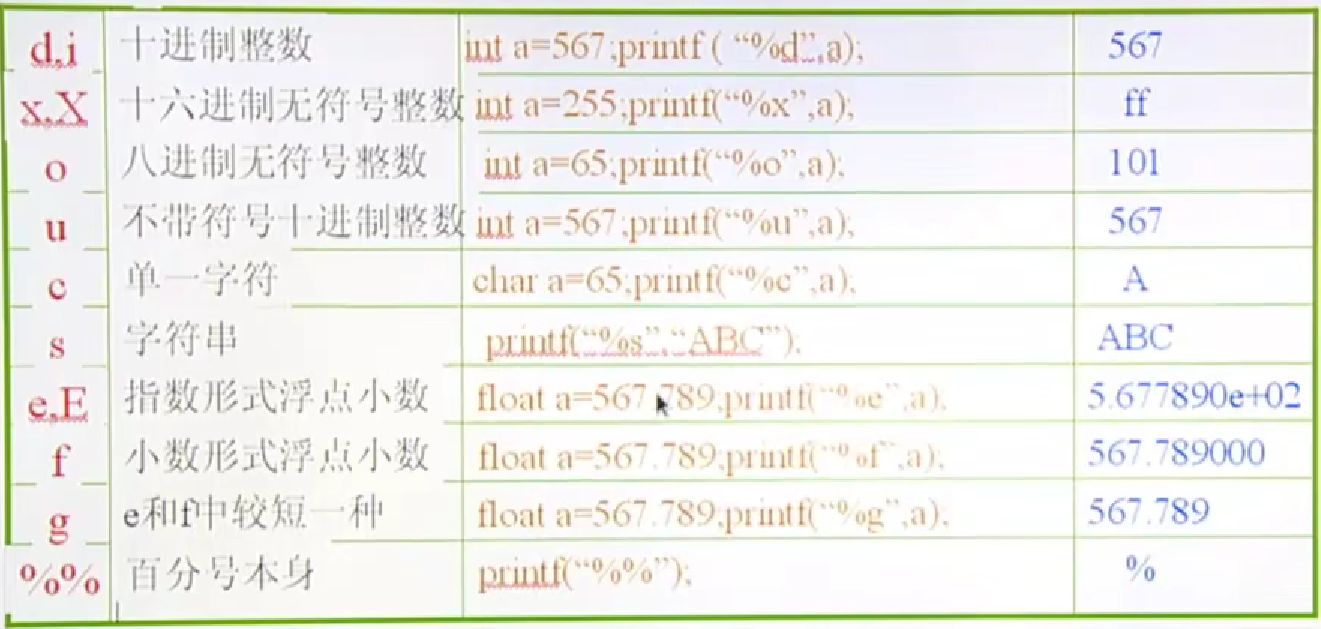 d,i 十进制整数 int a=567;printf ( “%d”,a); 567
x,X 十六进制无符号整数 int a=255;printf(“%x”,a); ff
o 八进制无符号整数 int a=65;printf(“%o”,a); 101
u 不带符号十进制整数 int a=567;printf(“%u”,a); 567
c 单一字符 char a=65;printf(“%c”,a); A
s 字符串 printf(“%s”,“ABC”); ABC
e,E 指数形式浮点小数 float a=567.789;printf(“%e”,a); 5.677890e+02
f 小数形式浮点小数 float a=567.789;printf(“%f”,a); 567.789000
g e和f中较短一种 float a=567.789;printf(“%g”,a); 567.789
%% 百分号本身 printf(“%%”); %